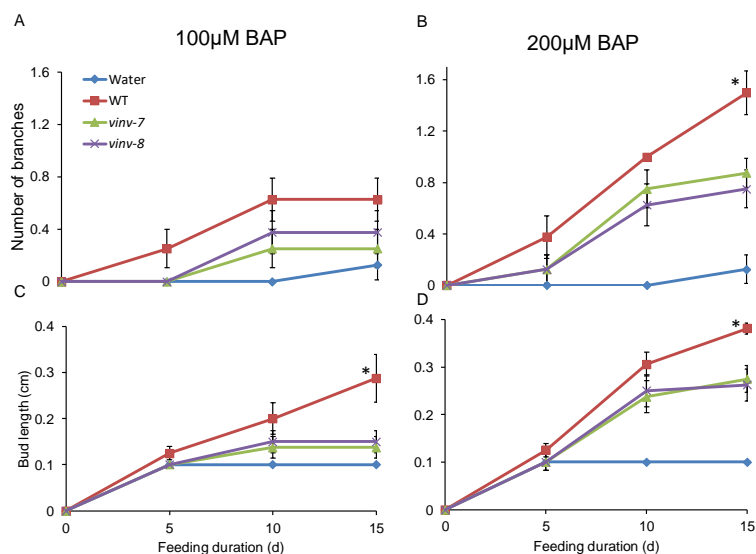 A
100µM BAP
B
200µM BAP
1.6
1.2
0.8
0.4
0
Number of branches
Water
WT
vinv-7
vinv-8
1.6
1.2
0.8
0.4
0
*
C
0.4
0.3
0.2
0.1
0
Bud length (cm)
*
0 5 10 15
Feeding duration (d)
D
0.4
0.3
0.2
0.1
0
*
0 5 10 15
Feeding duration (d)